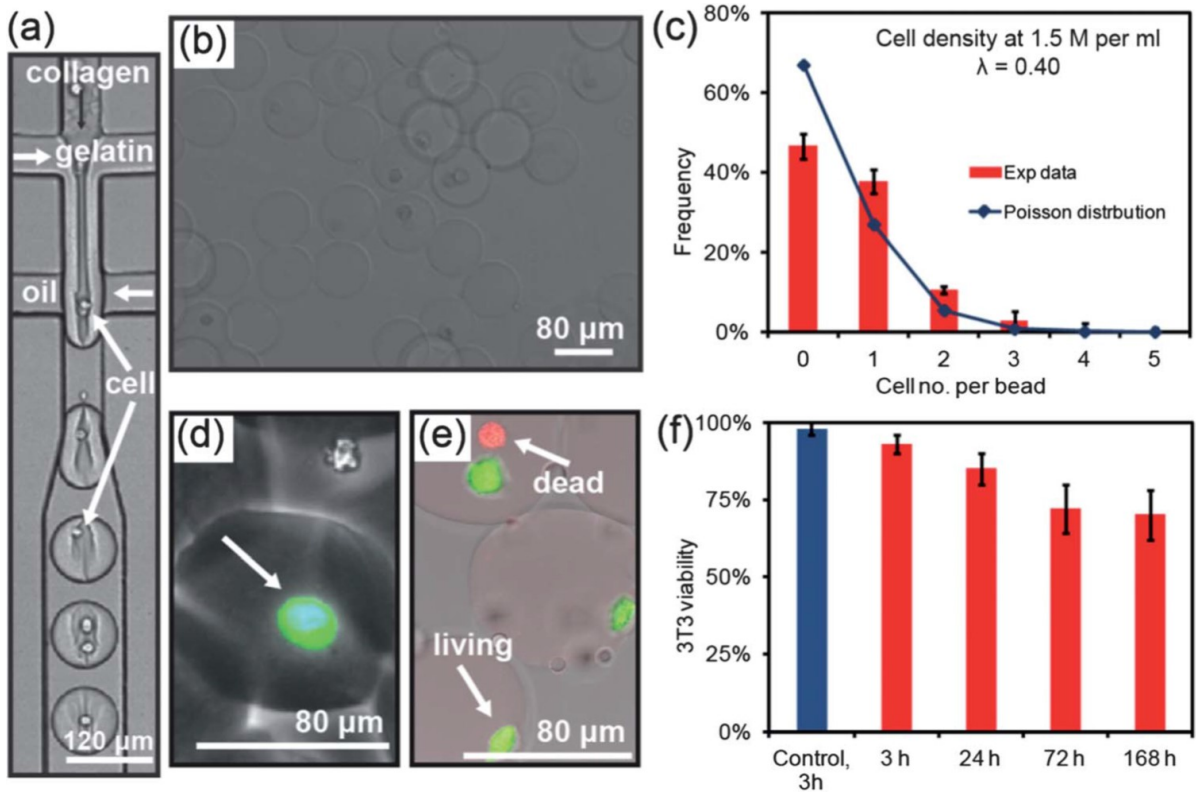 (a)
collagen
gelatin
oil
cell
120 µm
(b)
80 µm
(c)
80%
60%
40%
20%
0%
Frequency
Cell density at 1.5 M per ml
λ = 0.40
Exp data
Poisson distrbution
0 1 2 3 4 5
Cell no. per bead
(d)
80 µm
(e)
dead
living
80 µm
(f)
100%
75%
50%
25%
0%
3T3 viability
Control, 3 h 24 h 72 h 168 h
3h